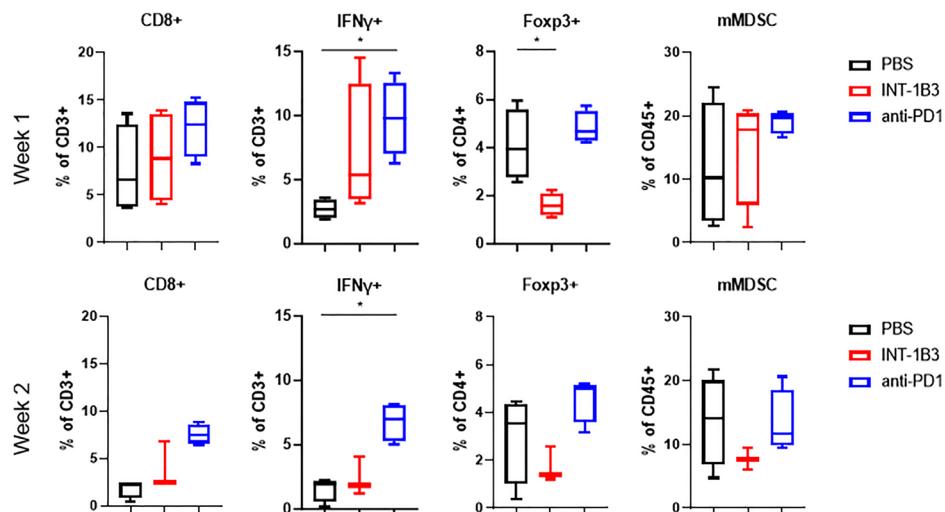 CD8+ IFNγ+ Foxp3+ mMDSC
Week 1
% of CD3+
20
15
10
5
0
*
% of CD3+
15
10
5
0
*
% of CD4+
8
6
4
2
0
% of CD45+
30
20
10
0
PBS
INT-1B3
anti-PD1
CD8+ IFNγ+ Foxp3+ mMDSC
Week 2
% of CD3+
20
15
10
5
0
*
% of CD3+
15
10
5
0
% of CD4+
8
6
4
2
0
% of CD45+
30
20
10
0
PBS
INT-1B3
anti-PD1